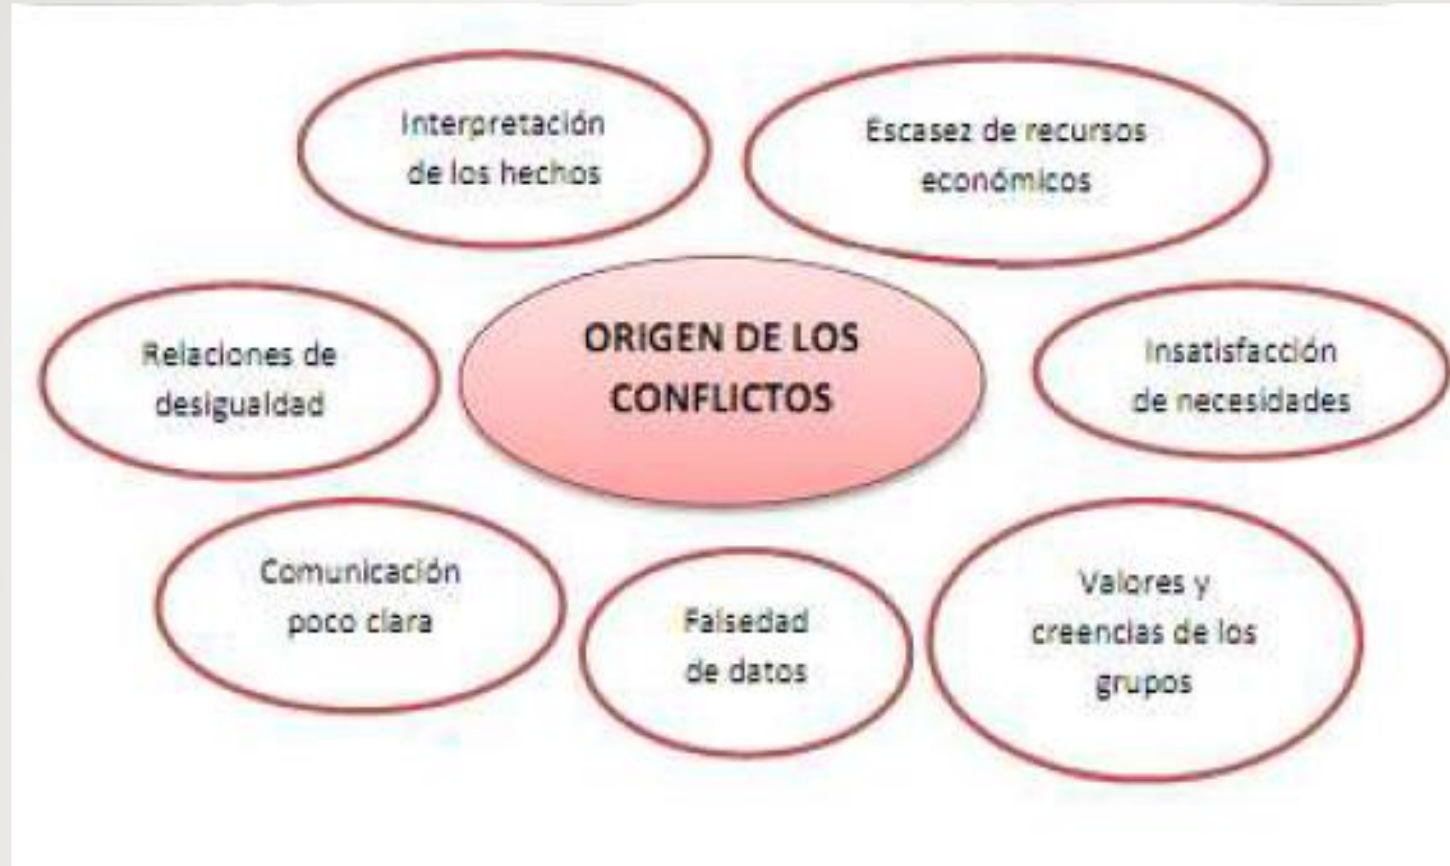 Interpretación
de los hechos
Escasez de recursos
económicos
Relaciones de
desigualdad
ORIGEN DE LOS
CONFLICTOS
Insatisfacción
de necesidades
Comunicación
poco clara
Falsedad
de datos
Valores y
creencias de los
grupos